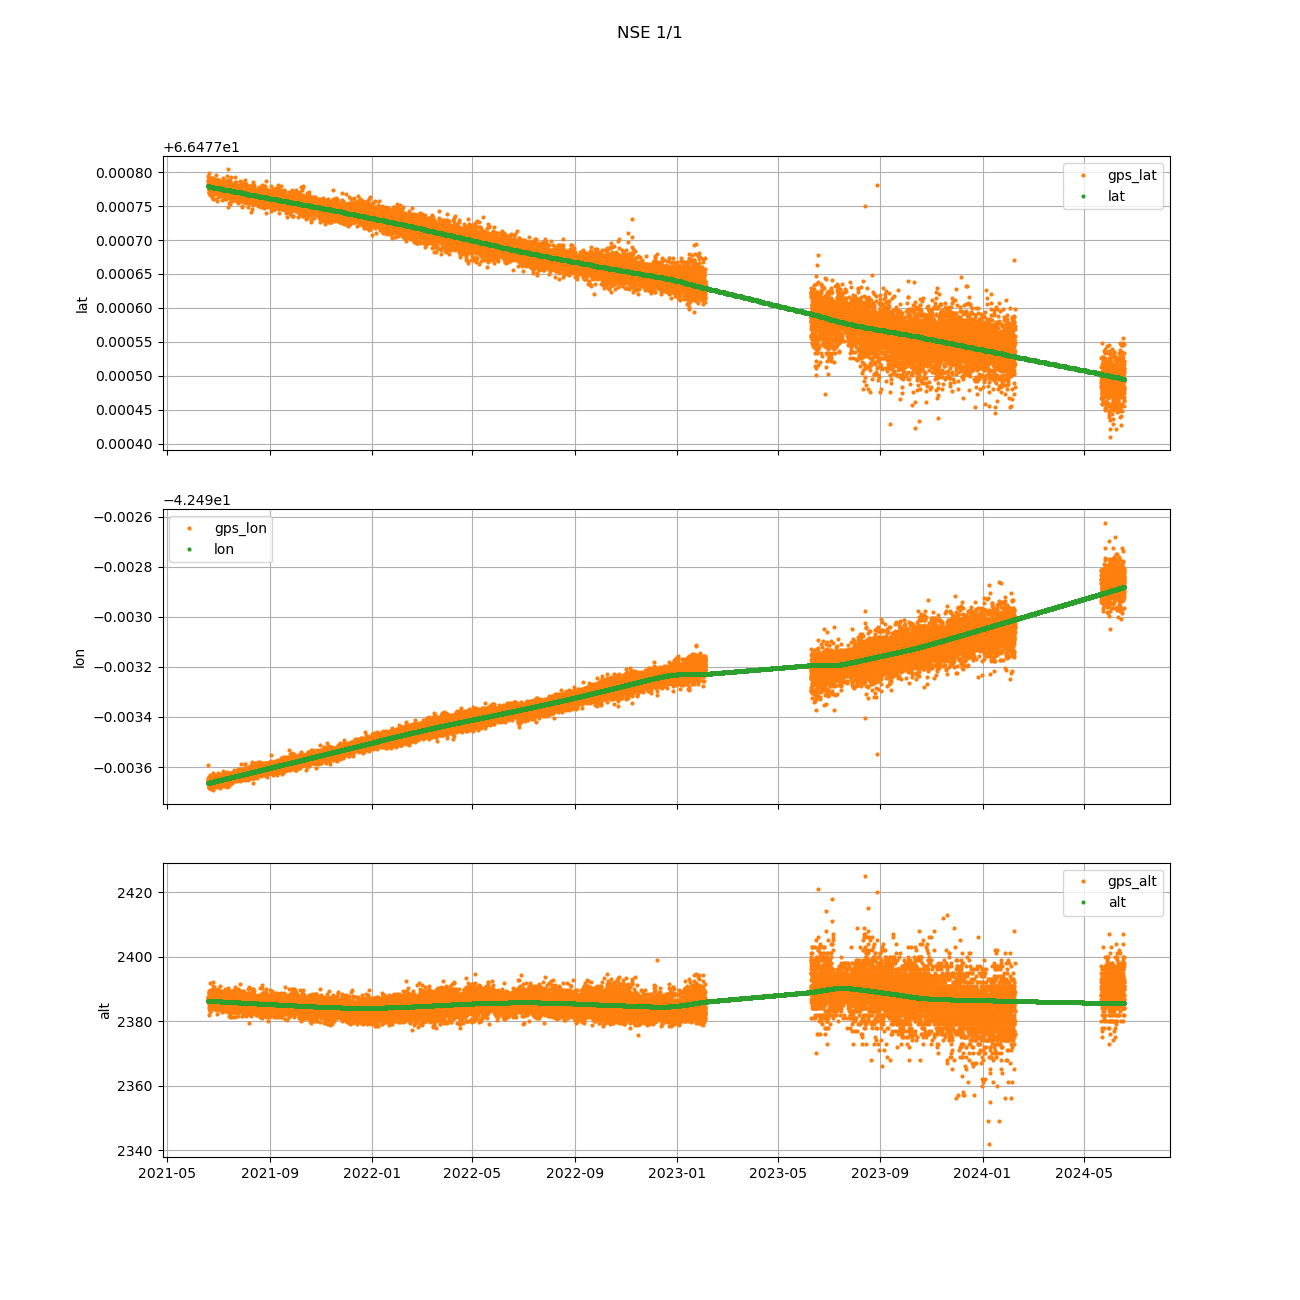 NSE 1/1
+6.6477e1
0.00080
0.00075
0.00070
0.00065
0.00060
0.00055
0.00050
0.00045
0.00040
lat
gps_lat
lat
−4.249e1
−0.0026
−0.0028
−0.0030
−0.0032
−0.0034
−0.0036
lon
gps_lon
lon
2420
2400
2380
2360
2340
alt
gps_alt
alt
2021-05 2021-09 2022-01 2022-05 2022-09 2023-01 2023-05 2023-09 2024-01 2024-05